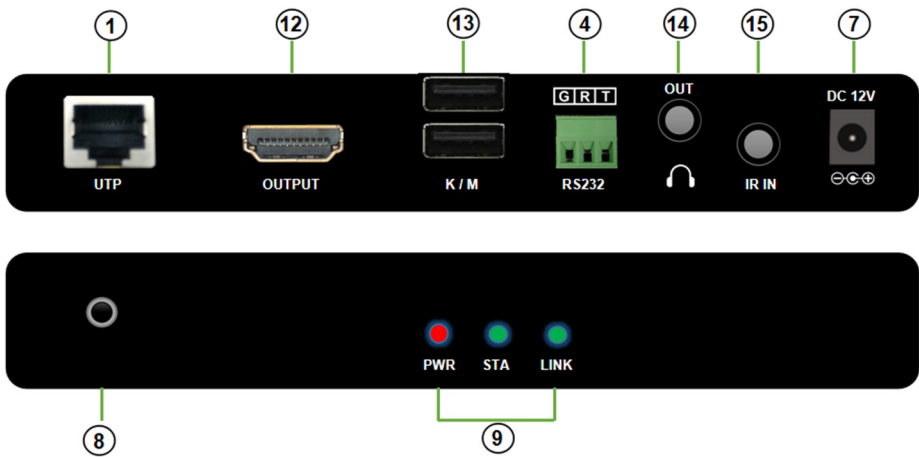 1 12 13 4 14 15 7
G R T OUT DC 12V
UTP OUTPUT K / M RS232 IR IN
PWR STA LINK
8 9